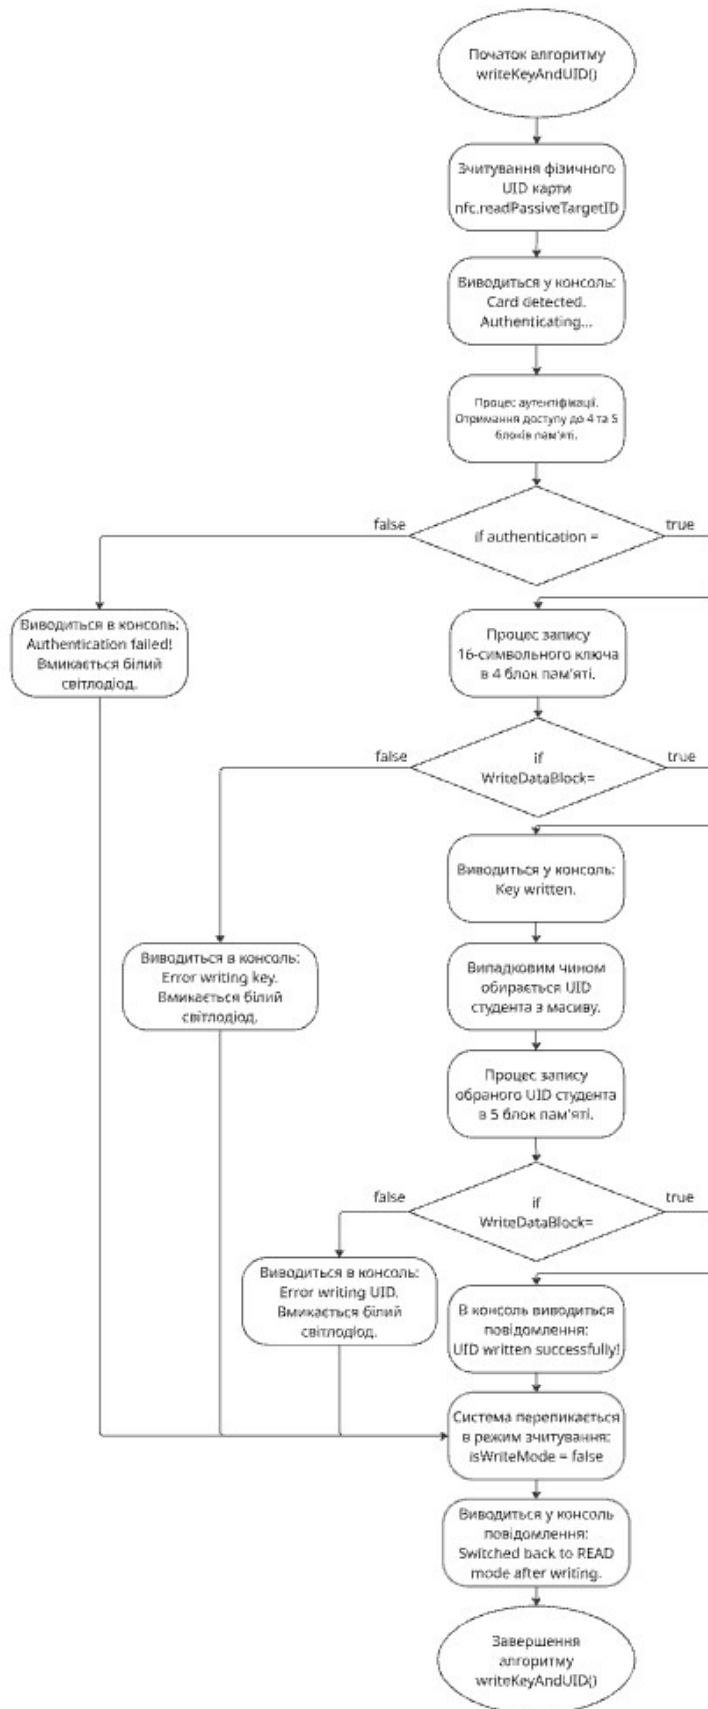 Початок алгоритму
writeKeyAndUID()
Зчитування фізичного
UID карти
nfc.readPassiveTargetID
Виводиться у консоль:
Card detected.
Authenticating...
Процес аутентіфікації.
Отримання доступу до 4 та 5
блоків пам'яті.
false
if authentication =
true
Виводиться в консоль:
Authentication failed!
Вмикається білий
світлодіод.
Процес запису
16-символьного ключа
в 4 блок пам'яті.
false
if
WriteDataBlock=
true
Виводиться у консоль:
Key written.
Виводиться в консоль:
Error writing key.
Вмикається білий
світлодіод.
Випадковим чином
обирається UID
студента з масиву.
Процес запису
обраного UID студента
в 5 блок пам'яті.
false
if
WriteDataBlock=
true
Виводиться в консоль:
Error writing UID.
Вмикається білий
світлодіод.
В консоль виводиться
повідомлення:
UID written successfully!
Система перепикається
в режим зчитування:
isWriteMode = false
Виводиться у консоль
повідомлення:
Switched back to READ
mode after writing.
Завершення
алгоритму
writeKeyAndUID()